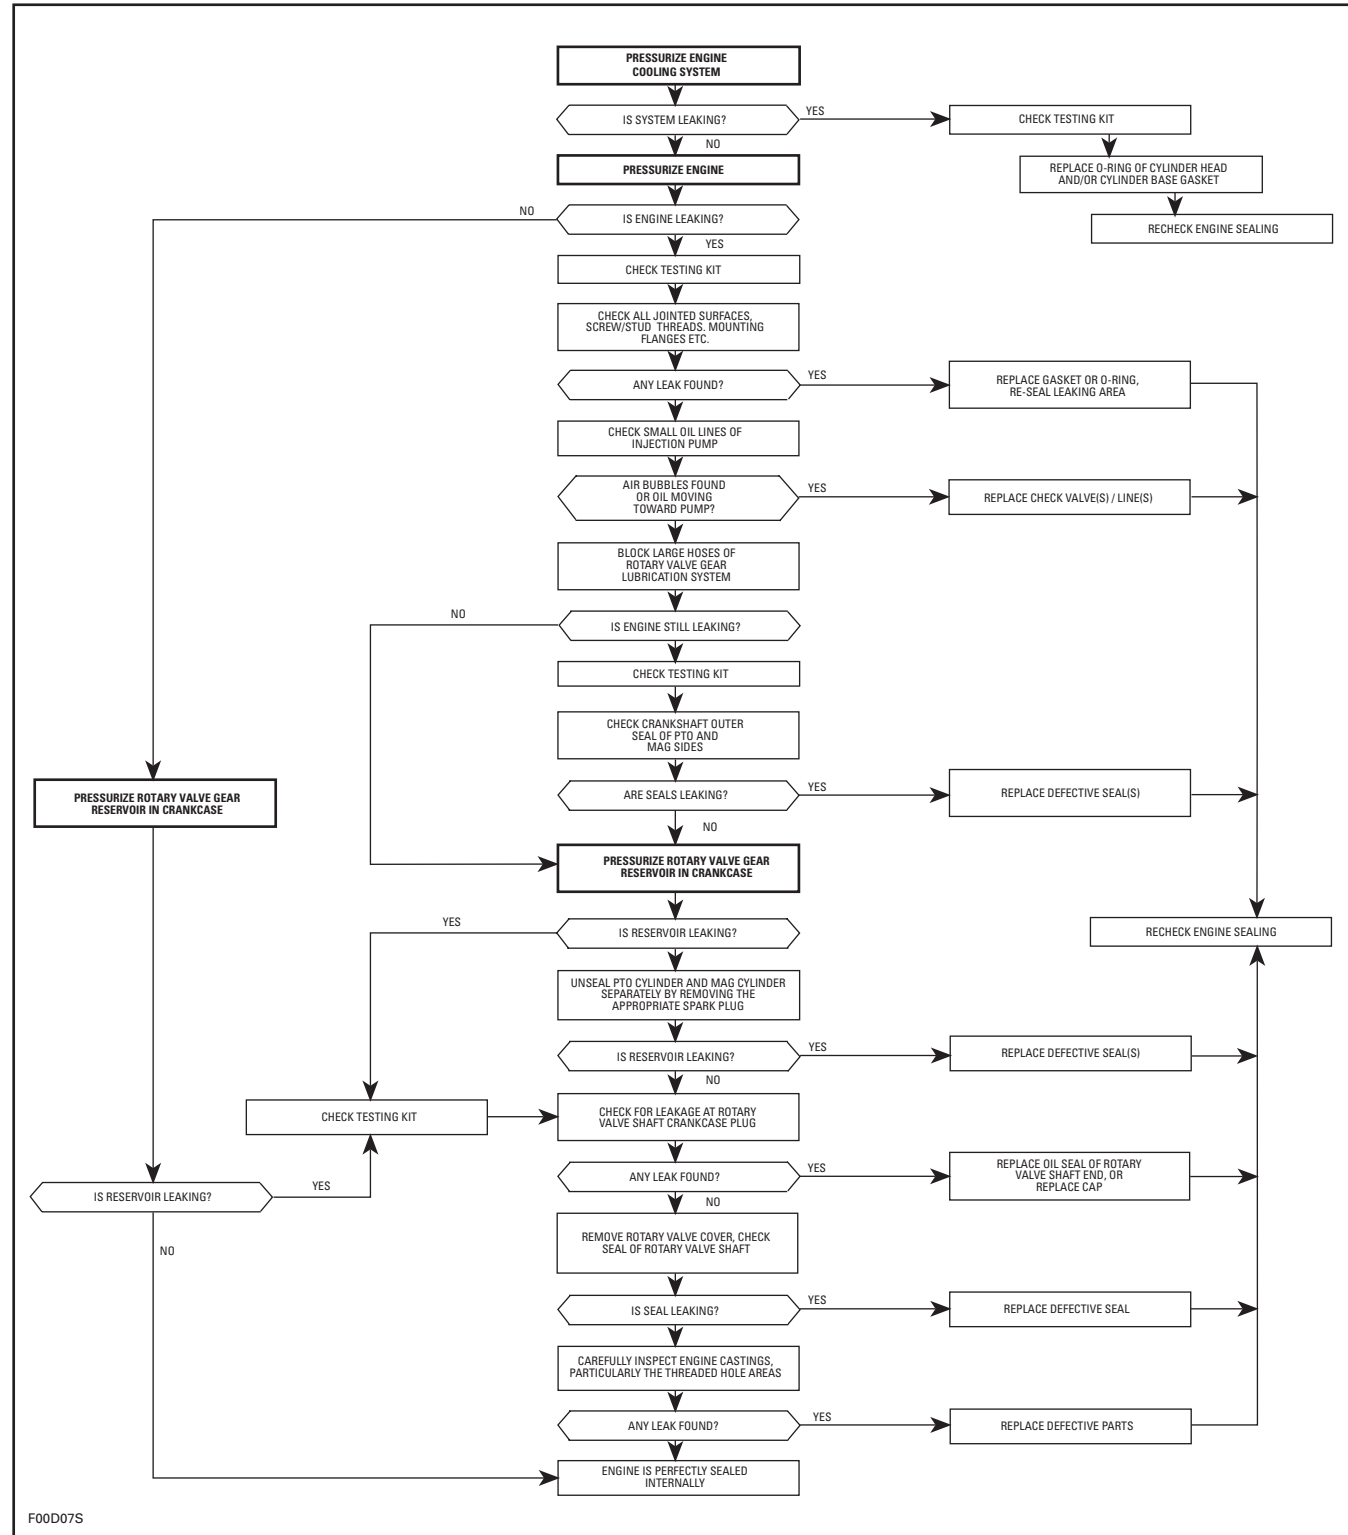 PRESSURIZE ENGINE
COOLING SYSTEM
IS SYSTEM LEAKING?
YES
CHECK TESTING KIT
NO
REPLACE O-RING OF CYLINDER HEAD
AND/OR CYLINDER BASE GASKET
PRESSURIZE ENGINE
RECHECK ENGINE SEALING
NO
IS ENGINE LEAKING?
YES
CHECK TESTING KIT
CHECK ALL JOINTED SURFACES,
SCREW/STUD THREADS. MOUNTING
FLANGES ETC.
ANY LEAK FOUND?
YES
REPLACE GASKET OR O-RING,
RE-SEAL LEAKING AREA
CHECK SMALL OIL LINES OF
INJECTION PUMP
AIR BUBBLES FOUND
OR OIL MOVING
TOWARD PUMP?
YES
REPLACE CHECK VALVE(S) / LINE(S)
BLOCK LARGE HOSES OF
ROTARY VALVE GEAR
LUBRICATION SYSTEM
NO
IS ENGINE STILL LEAKING?
CHECK TESTING KIT
CHECK CRANKSHAFT OUTER
SEAL OF PTO AND
MAG SIDES
PRESSURIZE ROTARY VALVE GEAR
RESERVOIR IN CRANKCASE
ARE SEALS LEAKING?
YES
REPLACE DEFECTIVE SEAL(S)
NO
PRESSURIZE ROTARY VALVE GEAR
RESERVOIR IN CRANKCASE
YES
IS RESERVOIR LEAKING?
RECHECK ENGINE SEALING
UNSEAL PTO CYLINDER AND MAG CYLINDER
SEPARATELY BY REMOVING THE
APPROPRIATE SPARK PLUG
IS RESERVOIR LEAKING?
YES
REPLACE DEFECTIVE SEAL(S)
NO
CHECK TESTING KIT
CHECK FOR LEAKAGE AT ROTARY
VALVE SHAFT CRANKCASE PLUG
ANY LEAK FOUND?
YES
REPLACE OIL SEAL OF ROTARY
VALVE SHAFT END, OR
REPLACE CAP
IS RESERVOIR LEAKING?
YES
NO
NO
REMOVE ROTARY VALVE COVER, CHECK
SEAL OF ROTARY VALVE SHAFT
IS SEAL LEAKING?
YES
REPLACE DEFECTIVE SEAL
CAREFULLY INSPECT ENGINE CASTINGS,
PARTICULARLY THE THREADED HOLE AREAS
ANY LEAK FOUND?
YES
REPLACE DEFECTIVE PARTS
ENGINE IS PERFECTLY SEALED
INTERNALLY
F00D07S